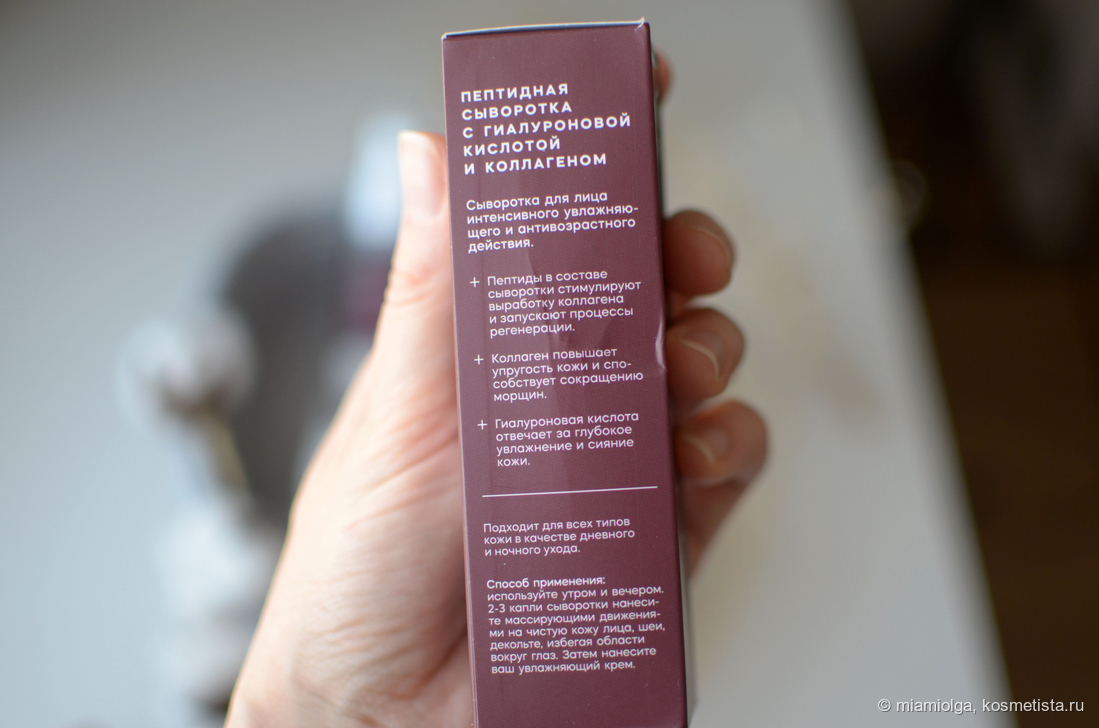 ПЕПТИДНАЯ
СЫВОРОТКА
С ГИАЛУРОНОВОЙ
КИСЛОТОЙ
И КОЛЛАГЕНОМ
Сыворотка для лица
интенсивного увлажняю-
щего и антивозрастного
действия.
+ Пептиды в составе
сыворотки стимулируют
выработку коллагена
и запускают процессы
регенерации.
+ Коллаген повышает
упругость кожи и спо-
собствует сокращению
морщин.
+ Гиалуроновая кислота
отвечает за глубокое
увлажнение и сияние
кожи.
Подходит для всех типов
кожи в качестве дневного
и ночного ухода.
Способ применения:
используйте утром и вечером.
2-3 капли сыворотки нанеси-
те массирующими движения-
ми на чистую кожу лица, шеи,
декольте, избегая области
вокруг глаз. Затем нанесите
ваш увлажняющий крем.
© miamiolga, kosmetista.ru